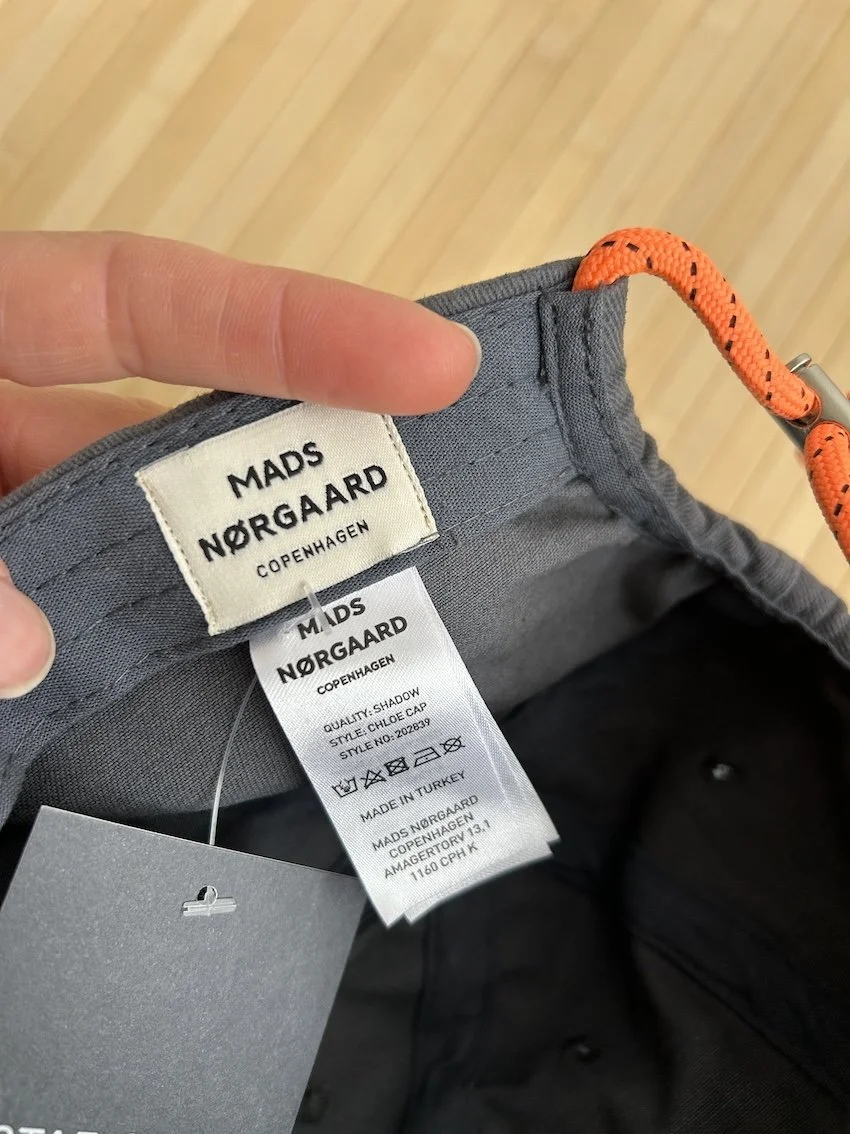 MADS
NØRGAARD
COPENHAGEN
MADS
NØRGAARD
COPENHAGEN
QUALITY: SHADOW
STYLE: CHLOE CAP
STYLE NO: 202839
MADE IN TURKEY
MADS NØRGAARD
COPENHAGEN
AMAGERTORV 13,1
1160 CPH K